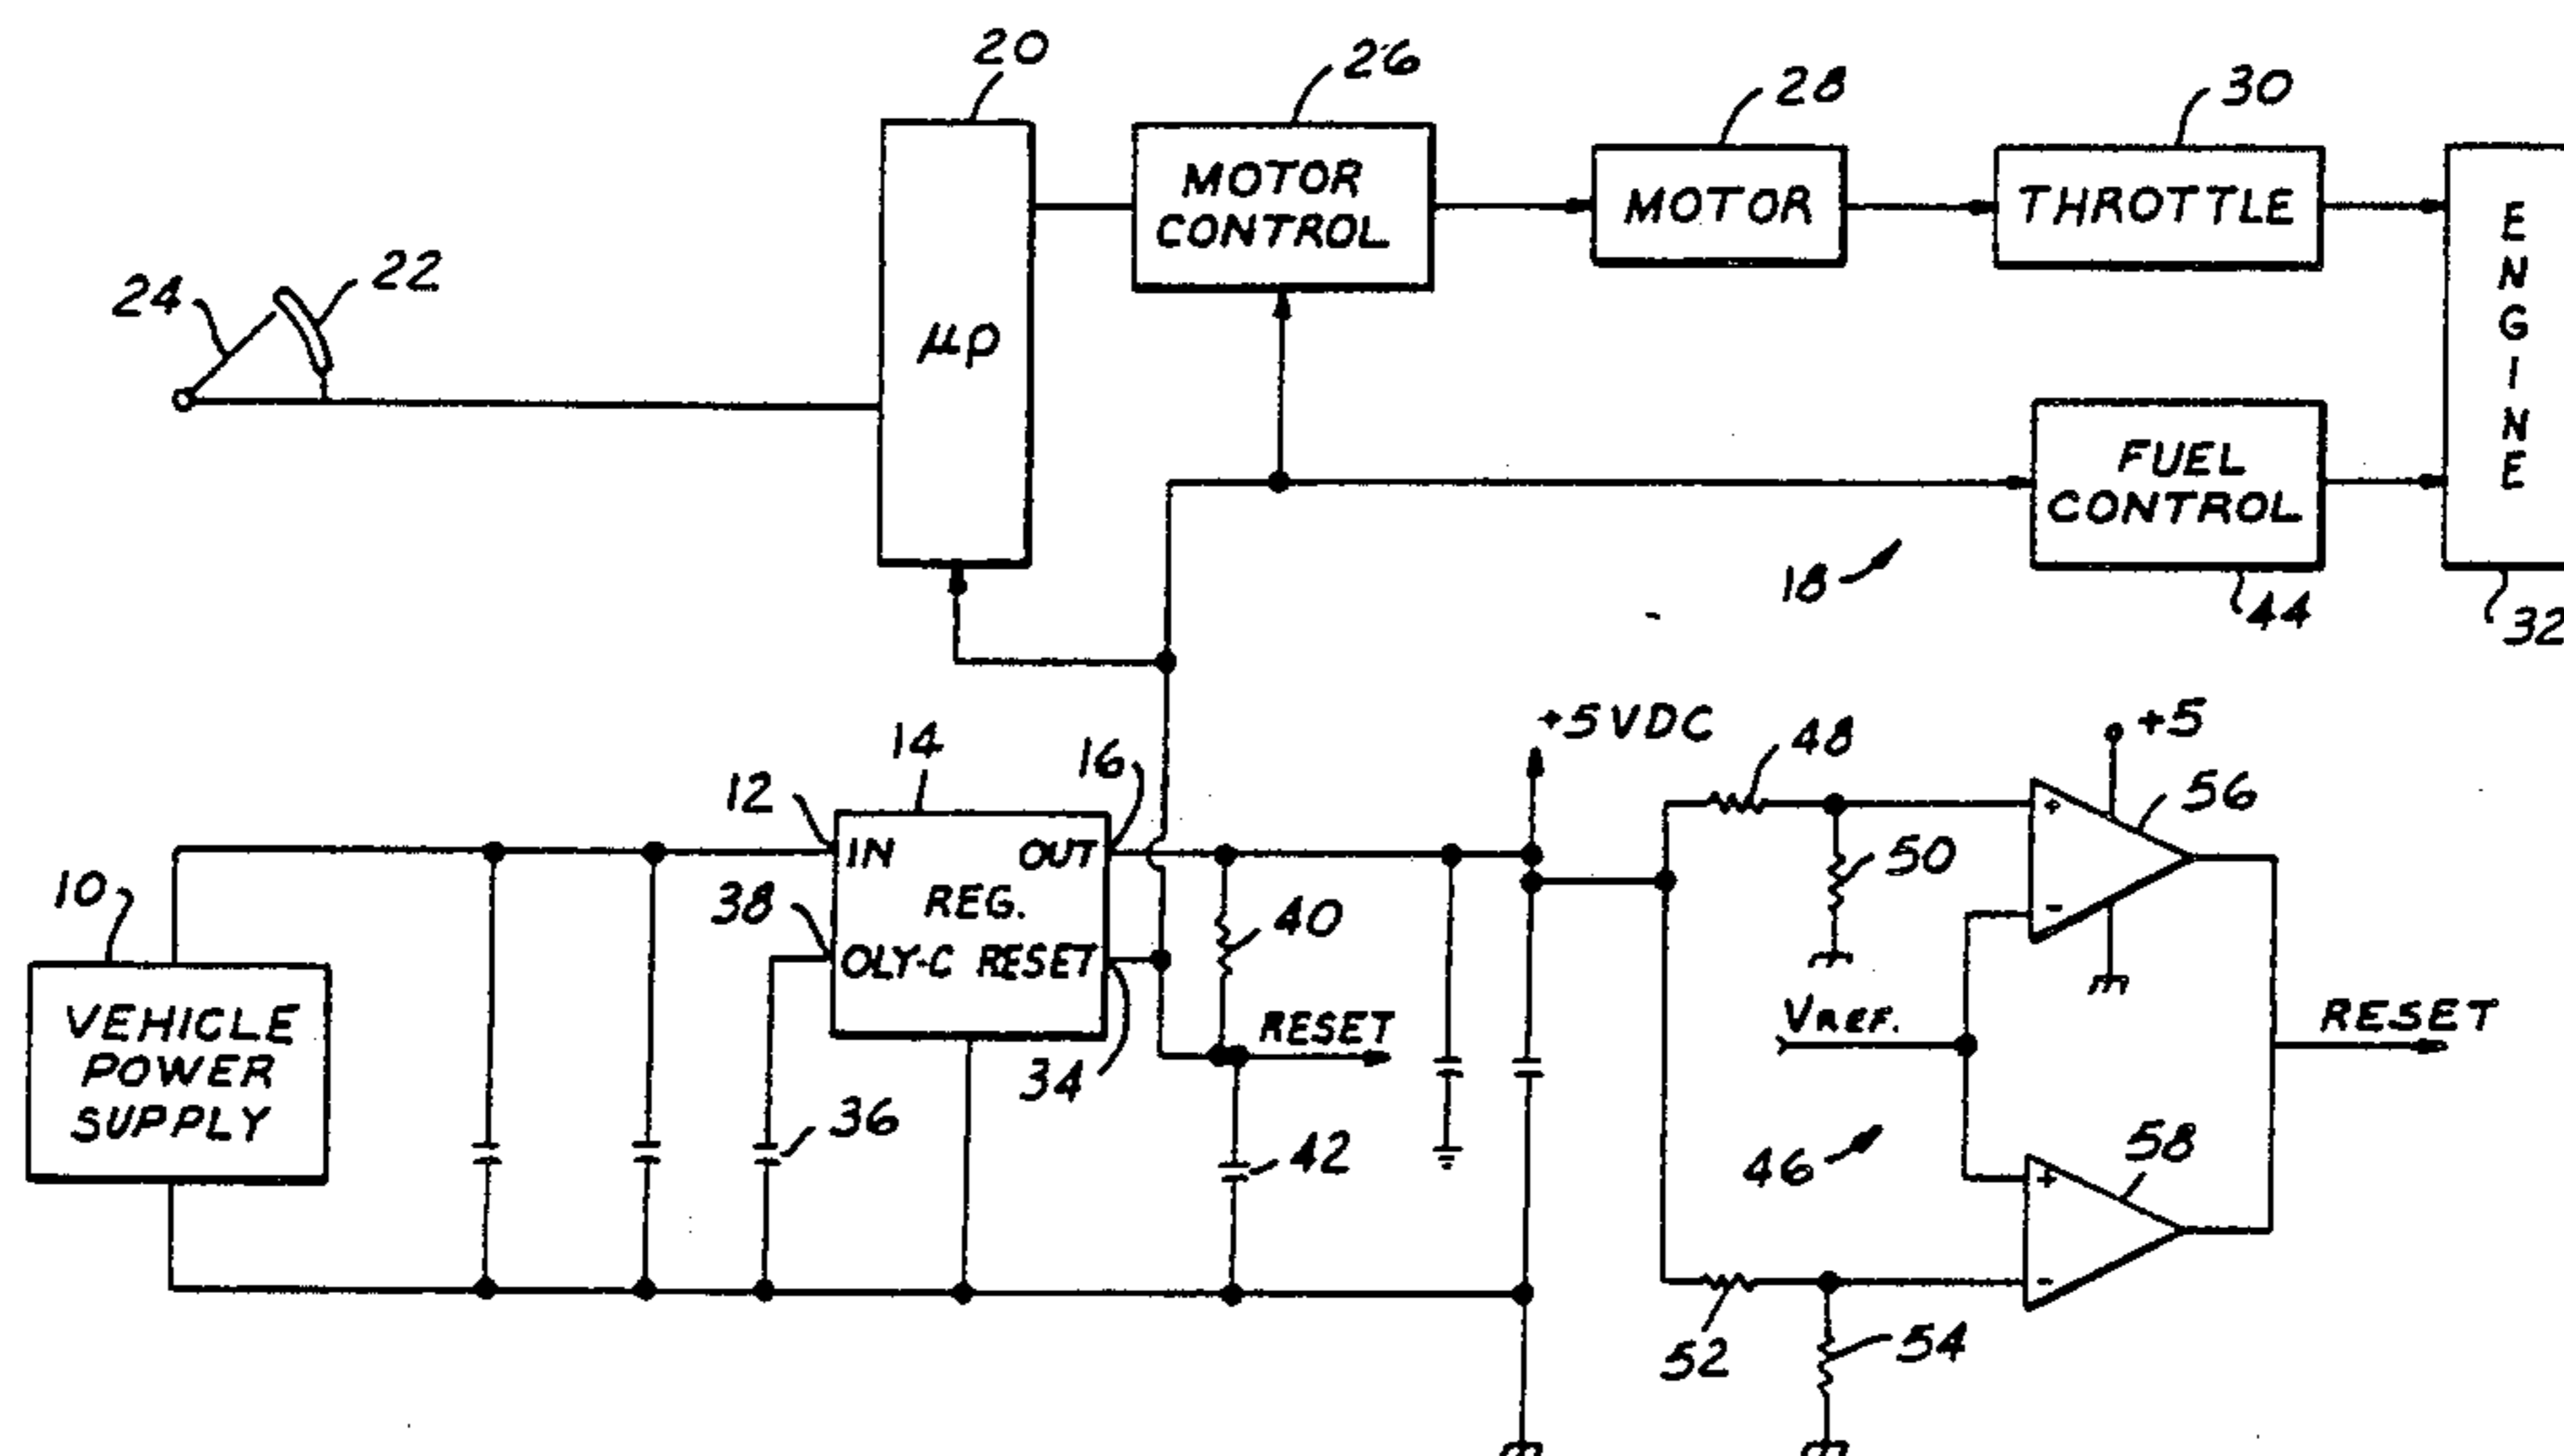 20
26
28
30
MOTOR
CONTROL
MOTOR
THROTTLE
E
N
G
I
N
E
24
22
μp
FUEL
CONTROL
18
44
32
+5VDC
48
+5
56
14
16
12
IN
OUT
50
10
38
REG.
40
OLY-C RESET
VEHICLE
POWER
SUPPLY
34
RESET
VREF.
RESET
36
42
46
58
52
54